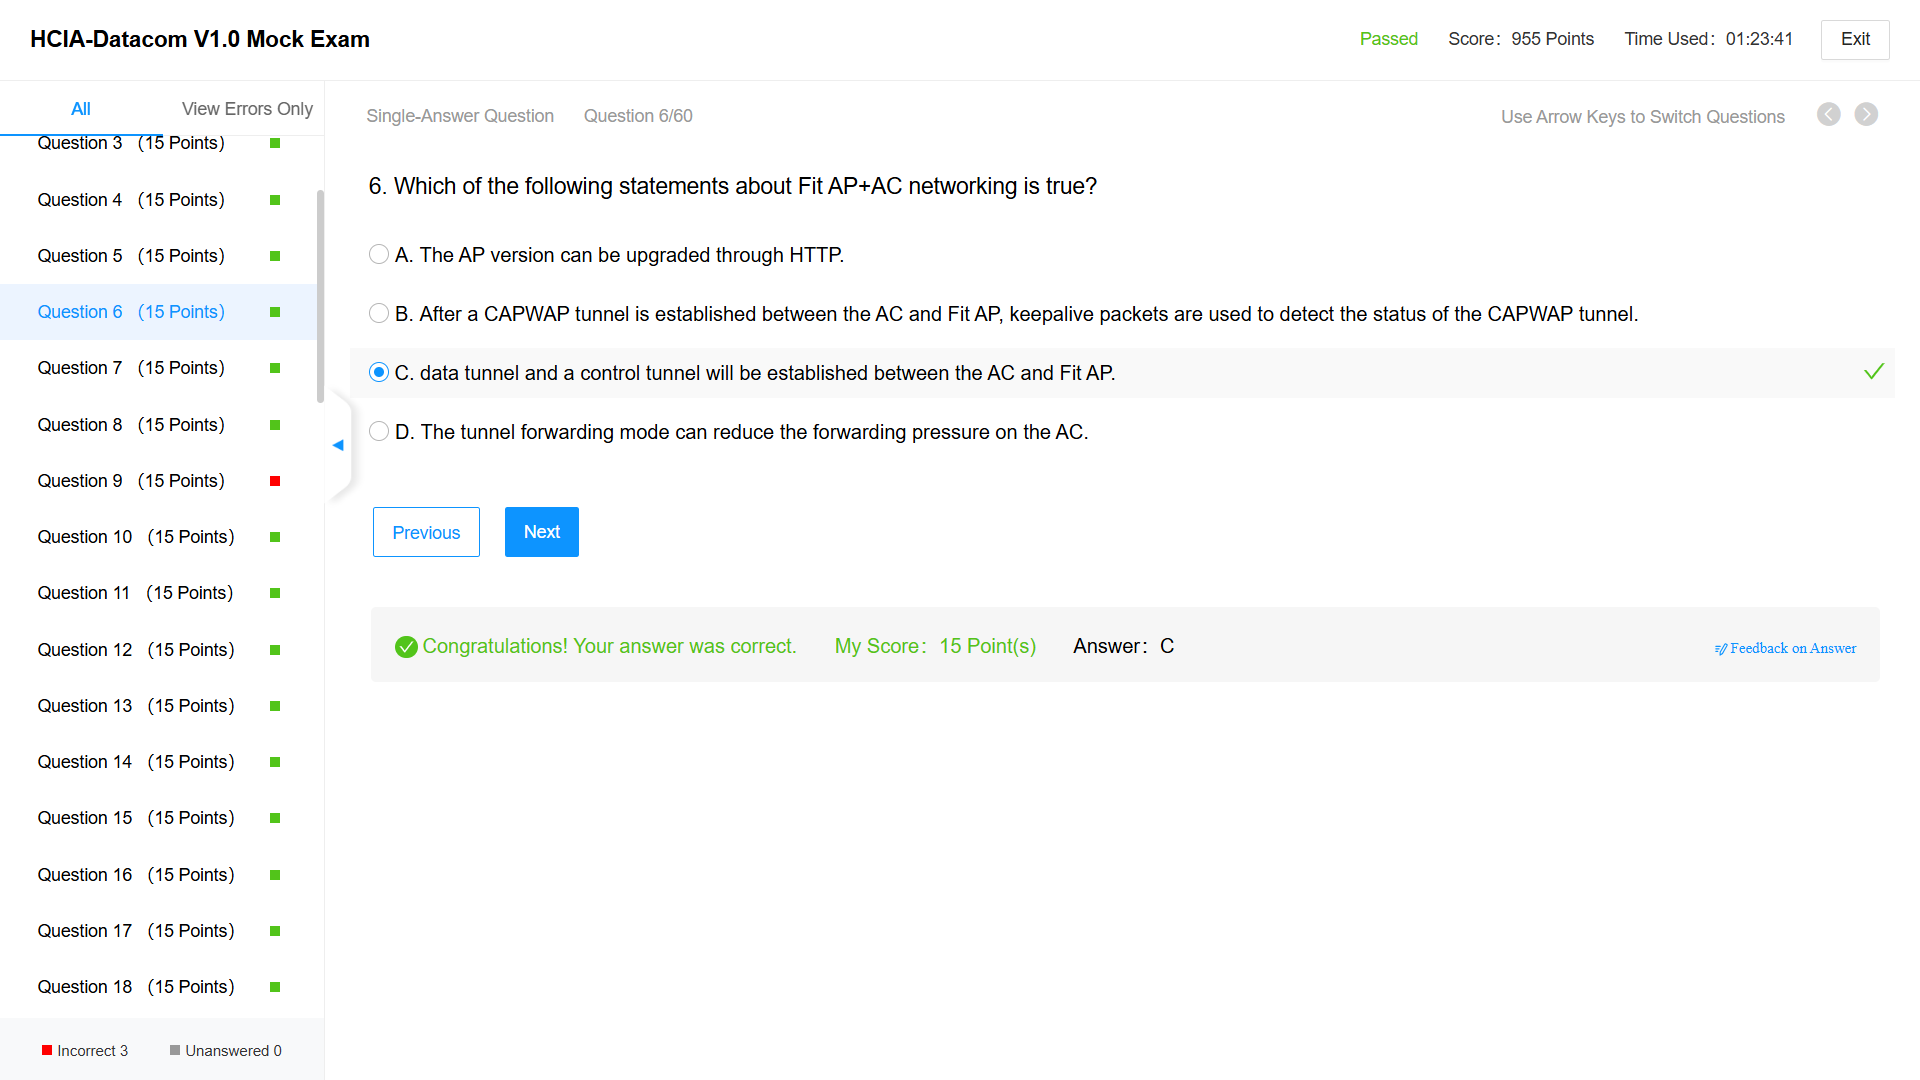 HCIA-Datacom V1.0 Mock Exam
Passed
Score： 955 Points
Time Used： 01:23:41
Exit
All
View Errors Only
Question 3 （15 Points）
Question 4 （15 Points）
Question 5 （15 Points）
Question 6 （15 Points）
Question 7 （15 Points）
Question 8 （15 Points）
Question 9 （15 Points）
Question 10 （15 Points）
Question 11 （15 Points）
Question 12 （15 Points）
Question 13 （15 Points）
Question 14 （15 Points）
Question 15 （15 Points）
Question 16 （15 Points）
Question 17 （15 Points）
Question 18 （15 Points）
Incorrect 3
Unanswered 0
Single-Answer Question
Question 6/60
Use Arrow Keys to Switch Questions
6. Which of the following statements about Fit AP+AC networking is true?
A. The AP version can be upgraded through HTTP.
B. After a CAPWAP tunnel is established between the AC and Fit AP, keepalive packets are used to detect the status of the CAPWAP tunnel.
C. data tunnel and a control tunnel will be established between the AC and Fit AP.
D. The tunnel forwarding mode can reduce the forwarding pressure on the AC.
Previous
Next
Congratulations! Your answer was correct.
My Score： 15 Point(s)
Answer： C
Feedback on Answer